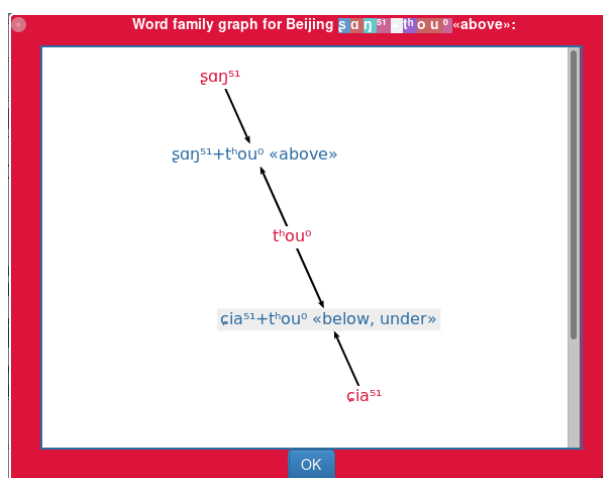 Word family graph for Beijing ʂ ɑ ŋ ⁵¹ + tʰ o u ⁰ «above»:
ʂɑŋ⁵¹
ʂɑŋ⁵¹+tʰou⁰ «above»
tʰou⁰
ɕia⁵¹+tʰou⁰ «below, under»
ɕia⁵¹
OK